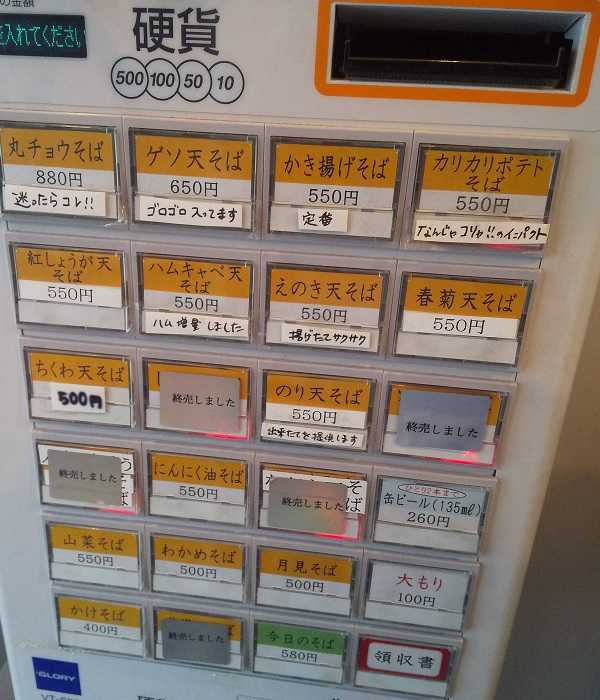 の金額
を入れてください
硬貨
500 100 50 10
丸チョウそば
880円
迷ったらコレ!!
ゲソ天そば
650円
ゴロゴロ入ってます
かき揚げそば
550円
定番
カリカリポテト
そば
550円
なんじゃコリャ!!のインパクト
紅しょうが天
そば
550円
ハムキャベ天
そば
550円
ハム増量しました
えのき天そば
550円
揚げたてサクサク
春菊天そば
550円
ちくわ天そば
500円
終売しました
のり天そば
550円
出来たてを提供します
終売しました
終売しました
にんにく油そば
550円
終売しました
ひとり2本まで
缶ビール(135ml)
260円
山菜そば
550円
わかめそば
500円
月見そば
500円
大もり
100円
かけそば
400円
終売しました
今日のそば
580円
領収書
GLORY
硬貨